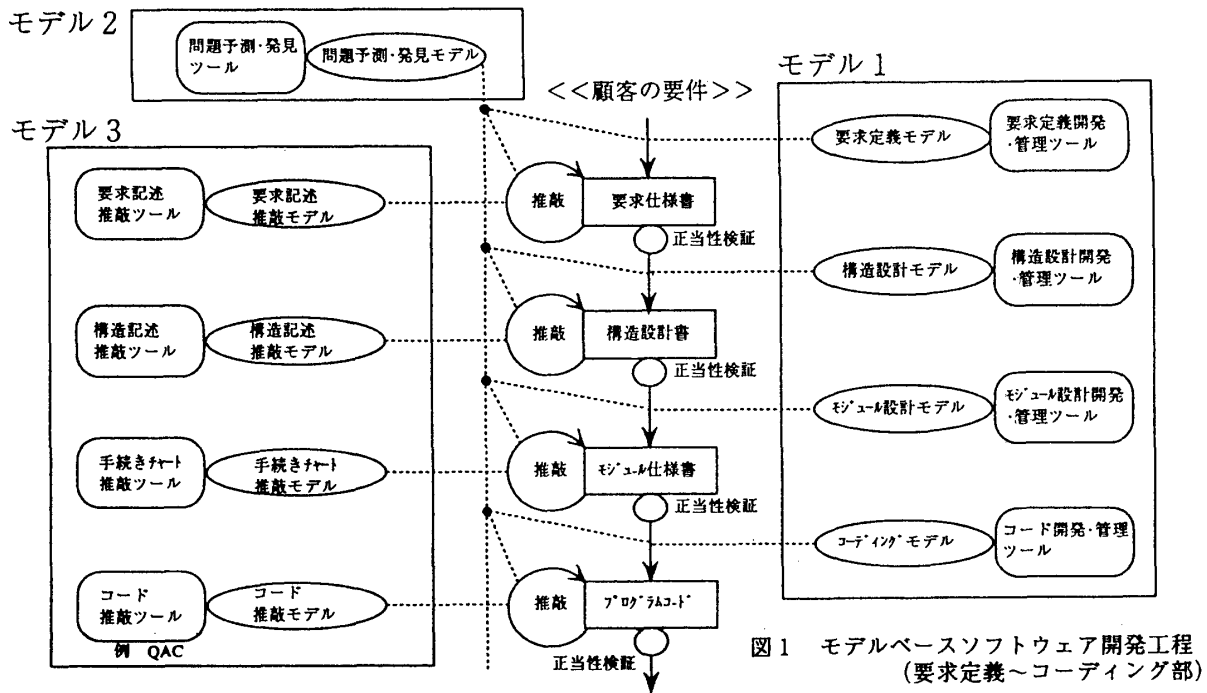 モデル2
問題予測・発見
ツール
問題予測・発見モデル
<<顧客の要件>>
モデル1
要求定義モデル
要求定義開発
・管理ツール
モデル3
要求記述
推敲ツール
要求記述
推敲モデル
推敲
要求仕様書
正当性検証
構造設計モデル
構造設計開発
・管理ツール
構造記述
推敲ツール
構造記述
推敲モデル
推敲
構造設計書
正当性検証
ﾓｼﾞｭｰﾙ設計モデル
ﾓｼﾞｭｰﾙ設計開発
・管理ツール
手続きﾁｬｰﾄ
推敲ツール
手続きﾁｬｰﾄ
推敲モデル
推敲
ﾓｼﾞｭｰﾙ仕様書
正当性検証
ｺｰﾃﾞｨﾝｸﾞモデル
コード開発・管理
ツール
コード
推敲ツール
例 QAC
コード
推敲モデル
推敲
ﾌﾟﾛｸﾞﾗﾑｺｰﾄﾞ
正当性検証
図1 モデルベースソフトウェア開発工程
(要求定義～コーディング部)